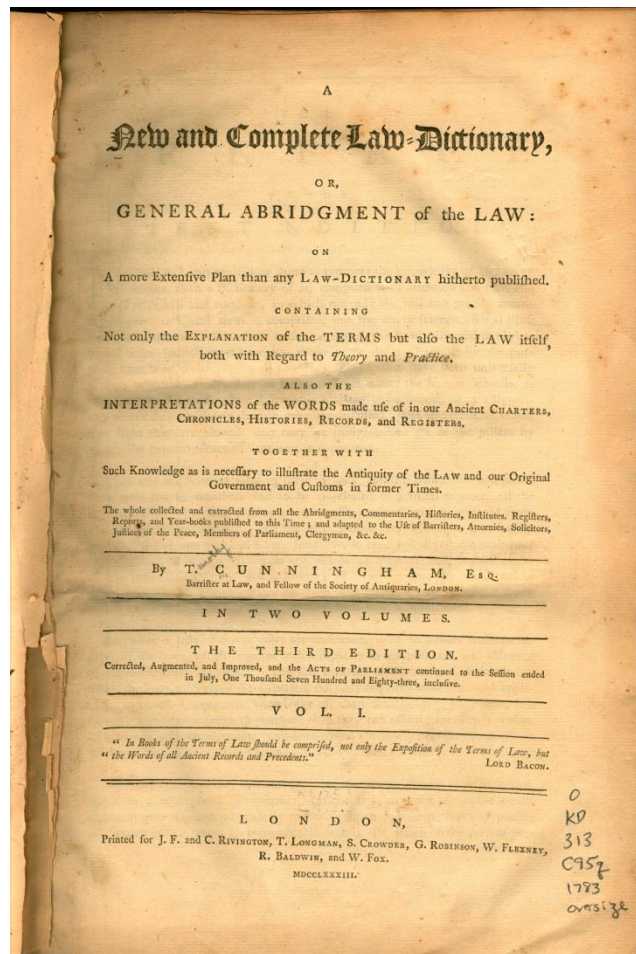 A
New and Complete Law-Dictionary,
OR,
GENERAL ABRIDGMENT of the LAW:
ON
A more Extenſive Plan than any LAW-DICTIONARY hitherto publiſhed.
CONTAINING
Not only the EXPLANATION of the TERMS but alſo the LAW itſelf,
both with Regard to Theory and Practice.
ALSO THE
INTERPRETATIONS of the WORDS made uſe of in our Ancient CHARTERS,
CHRONICLES, HISTORIES, RECORDS, and REGISTERS.
TOGETHER WITH
Such Knowledge as is neceſſary to illuſtrate the Antiquity of the LAW and our Original
Government and Cuſtoms in former Times.
The whole collected and extracted from all the Abridgments, Commentaries, Hiſtories, Inſtitutes, Regiſters,
Reports, and Year-books publiſhed to this Time; and adapted to the Uſe of Barriſters, Attornies, Solicitors,
Juſtices of the Peace, Members of Parliament, Clergymen, &c. &c.
By T. CUNNINGHAM, Esq.
Barriſter at Law, and Fellow of the Society of Antiquaries, LONDON.
IN TWO VOLUMES.
THE THIRD EDITION.
Corrected, Augmented, and Improved, and the ACTS OF PARLIAMENT continued to the Seſſion ended
in July, One Thouſand Seven Hundred and Eighty-three, incluſive.
VOL. I.
" In Books of the Terms of Law ſhould be compriſed, not only the Expoſition of the Terms of Law, but
" the Words of all Ancient Records and Precedents."
LORD BACON.
LONDON,
Printed for J. F. and C. RIVINGTON, T. LONGMAN, S. CROWDER, G. ROBINSON, W. FLEXNEY,
R. BALDWIN, and W. FOX.
MDCCLXXXIII.
O
KD
313
C95q
1783
oversize